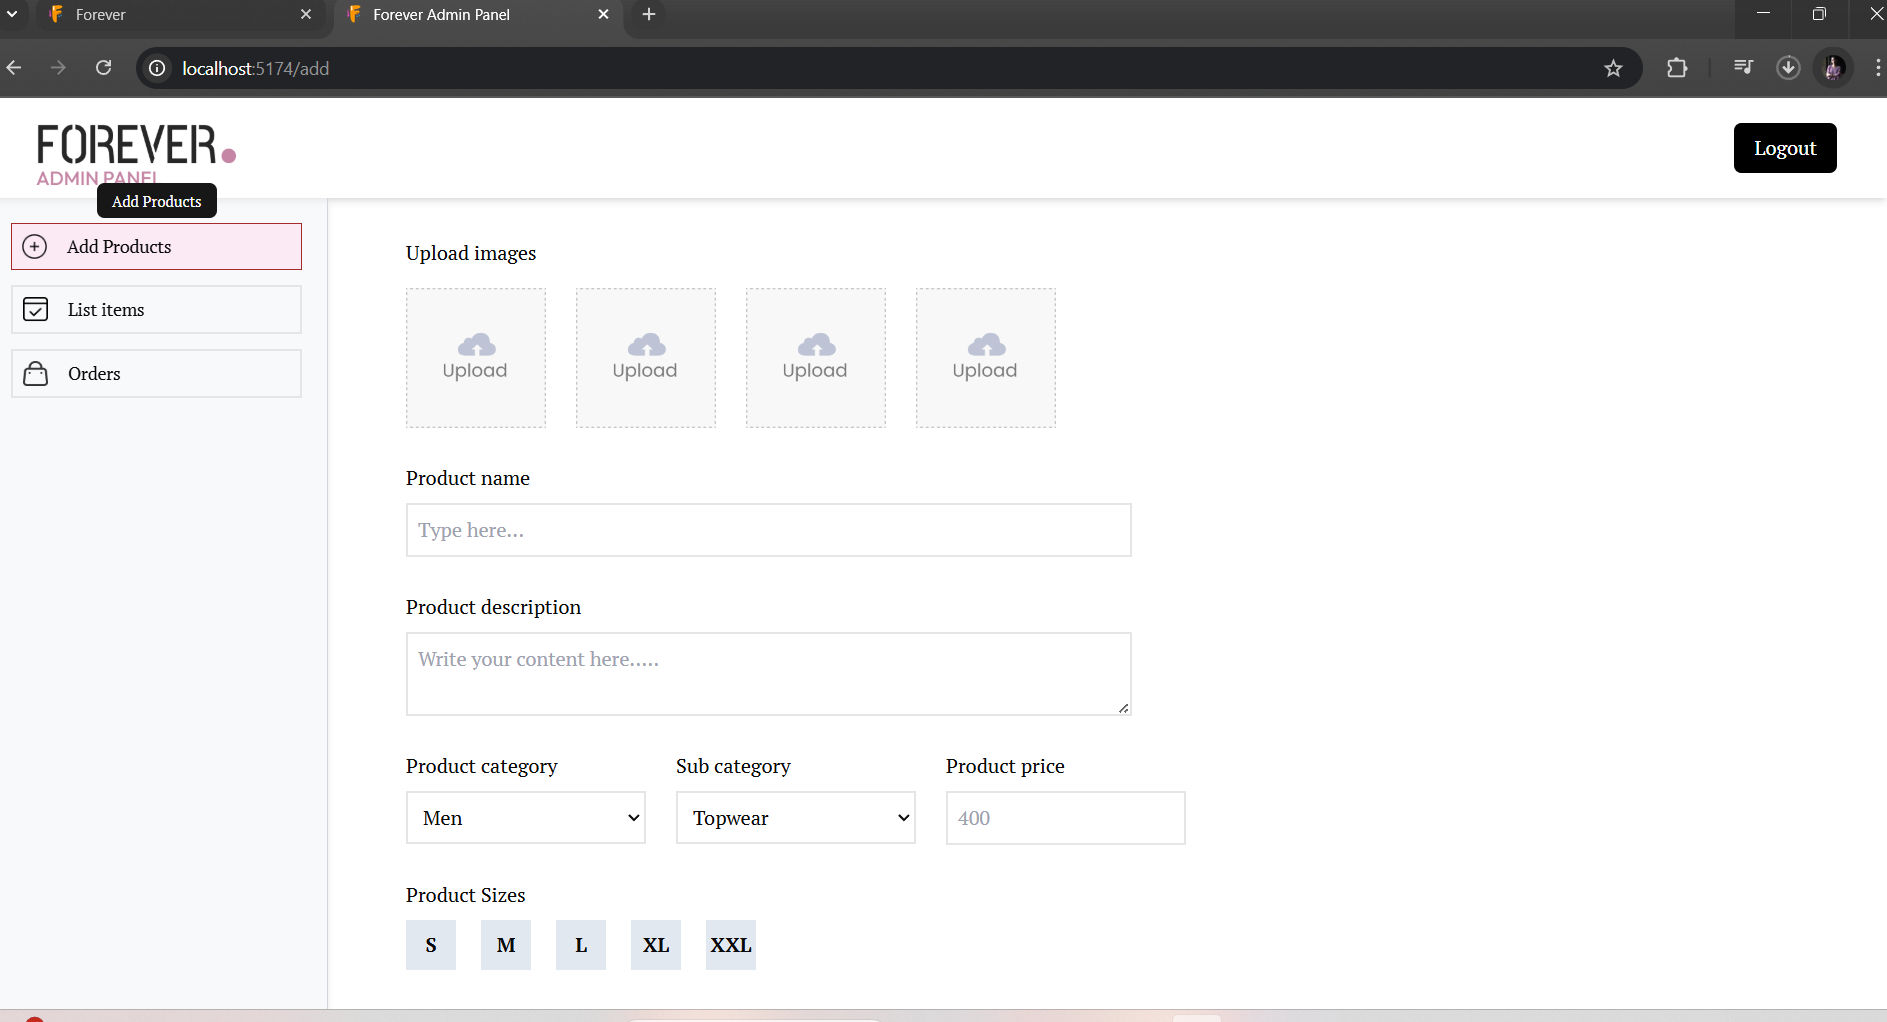 Forever
Forever Admin Panel
localhost:5174/add
FOREVER.
ADMIN PANEL
Logout
Add Products
Add Products
List items
Orders
Upload images
Upload
Upload
Upload
Upload
Product name
Type here...
Product description
Write your content here.....
Product category
Sub category
Product price
Men
Topwear
400
Product Sizes
S
M
L
XL
XXL